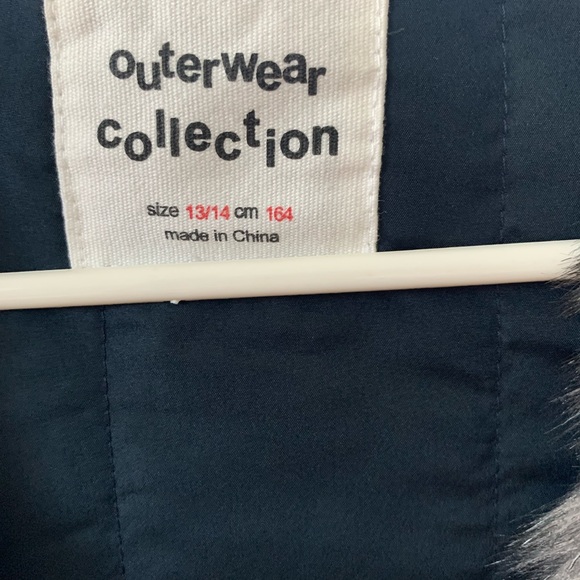 outerwear
collection
size 13/14 cm 164
made in China